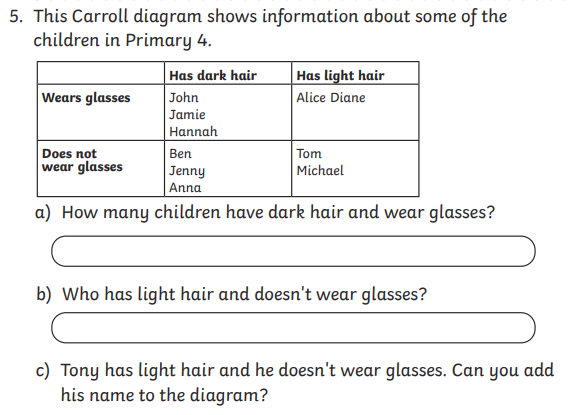 5. This Carroll diagram shows information about some of the
children in Primary 4.
Has dark hair Has light hair
Wears glasses John Alice Diane
Jamie
Hannah
Does not Ben Tom
wear glasses Jenny Michael
Anna
a) How many children have dark hair and wear glasses?
b) Who has light hair and doesn't wear glasses?
c) Tony has light hair and he doesn't wear glasses. Can you add
his name to the diagram?